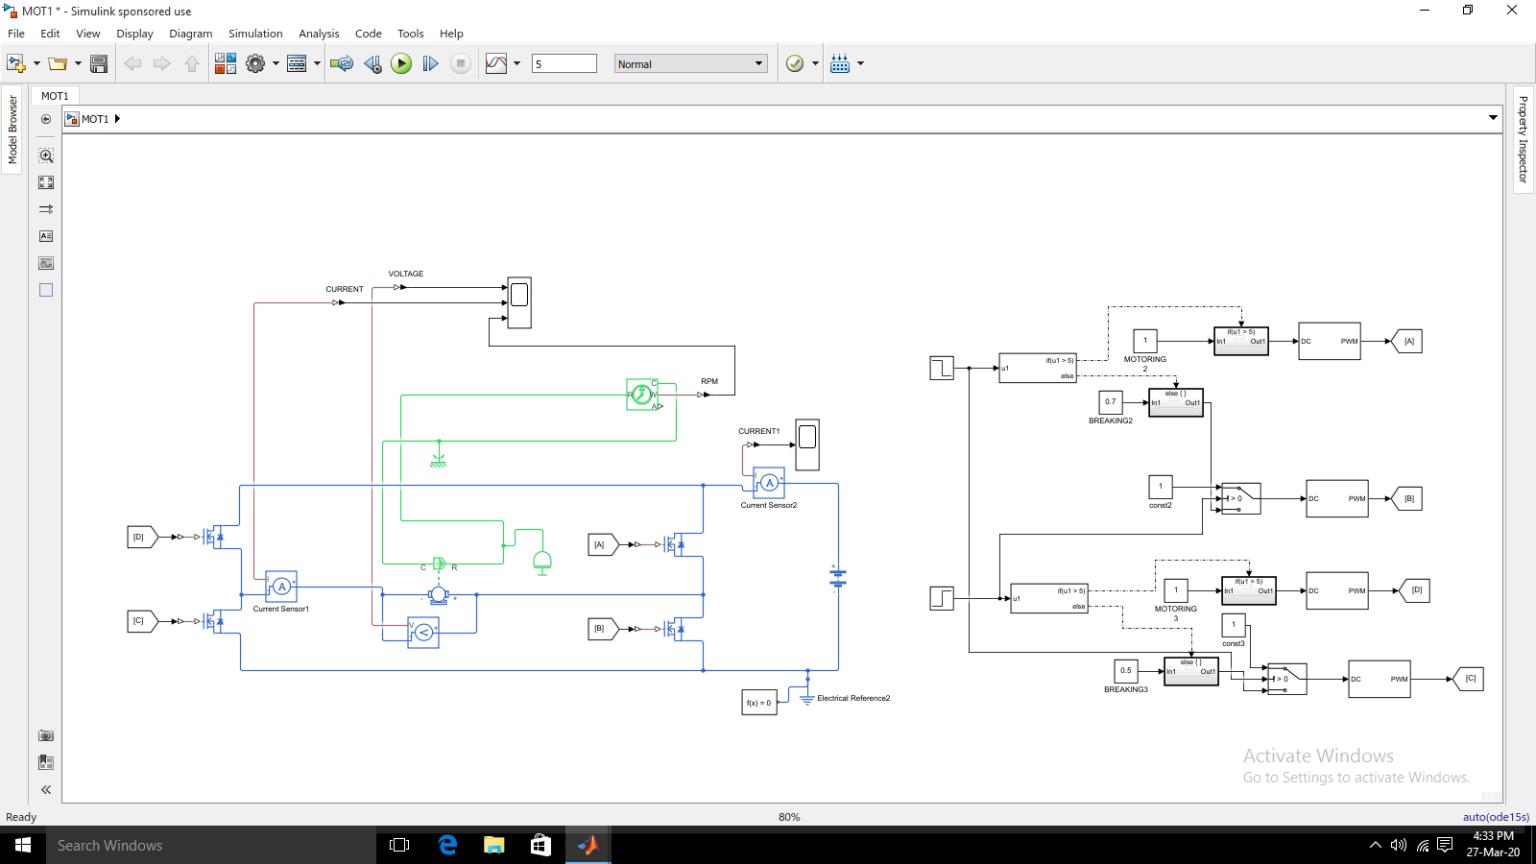 MOT1 * - Simulink sponsored use
File Edit View Display Diagram Simulation Analysis Code Tools Help
5
Normal
MOT1
Model Browser
MOT1
Property Inspector
VOLTAGE
CURRENT
RPM
R
C
W
A
CURRENT1
A
Current Sensor2
[D]
[C]
I
A
Current Sensor1
C
R
V
V
[A]
[B]
f(x) = 0
Electrical Reference2
u1
if(u1 > 5)
else
1
MOTORING
2
if(u1 > 5)
In1 Out1
DC PWM
[A]
0.7
BREAKING2
else { }
In1 Out1
1
const2
> 0
DC PWM
[B]
u1
if(u1 > 5)
else
1
MOTORING
3
if(u1 > 5)
In1 Out1
DC PWM
[D]
1
const3
0.5
BREAKING3
else { }
In1 Out1
> 0
DC PWM
[C]
Activate Windows
Go to Settings to activate Windows.
Ready
80%
auto(ode15s)
Search Windows
4:33 PM
27-Mar-20